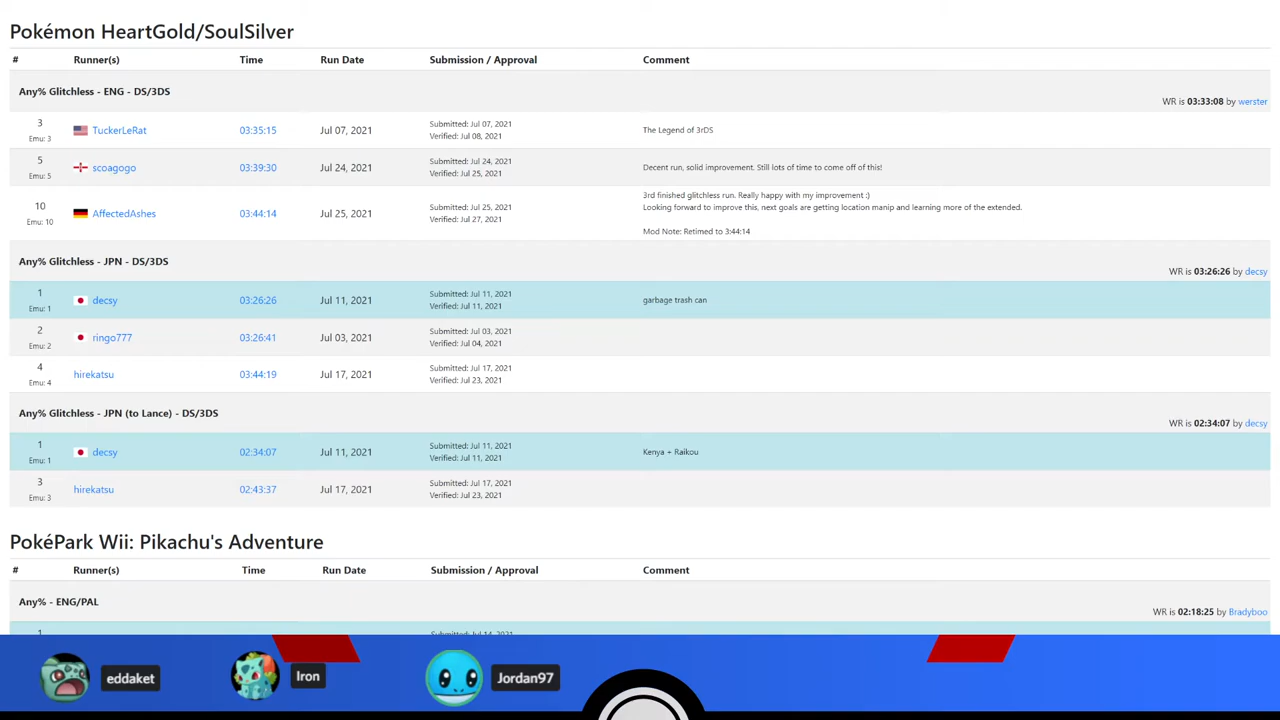 Pokémon HeartGold/SoulSilver
# Runner(s) Time Run Date Submission / Approval Comment
Any% Glitchless - ENG - DS/3DS
WR is 03:33:08 by werster
3 Emu: 3 TuckerLeRat 03:35:15 Jul 07, 2021 Submitted: Jul 07, 2021 Verified: Jul 08, 2021 The Legend of 3rDS
5 Emu: 5 scoagogo 03:39:30 Jul 24, 2021 Submitted: Jul 24, 2021 Verified: Jul 25, 2021 Decent run, solid improvement. Still lots of time to come off of this!
10 Emu: 10 AffectedAshes 03:44:14 Jul 25, 2021 Submitted: Jul 25, 2021 Verified: Jul 27, 2021 3rd finished glitchless run. Really happy with my improvement :)
Looking forward to improve this, next goals are getting location manip and learning more of the extended.
Mod Note: Retimed to 3:44:14
Any% Glitchless - JPN - DS/3DS
WR is 03:26:26 by decsy
1 Emu: 1 decsy 03:26:26 Jul 11, 2021 Submitted: Jul 11, 2021 Verified: Jul 11, 2021 garbage trash can
2 Emu: 2 ringo777 03:26:41 Jul 03, 2021 Submitted: Jul 03, 2021 Verified: Jul 04, 2021
4 Emu: 4 hirekatsu 03:44:19 Jul 17, 2021 Submitted: Jul 17, 2021 Verified: Jul 23, 2021
Any% Glitchless - JPN (to Lance) - DS/3DS
WR is 02:34:07 by decsy
1 Emu: 1 decsy 02:34:07 Jul 11, 2021 Submitted: Jul 11, 2021 Verified: Jul 11, 2021 Kenya + Raikou
3 Emu: 3 hirekatsu 02:43:37 Jul 17, 2021 Submitted: Jul 17, 2021 Verified: Jul 23, 2021
PokéPark Wii: Pikachu's Adventure
# Runner(s) Time Run Date Submission / Approval Comment
Any% - ENG/PAL
WR is 02:18:25 by Bradyboo
1 Submitted: Jul 14, 2021
eddaket Iron Jordan97